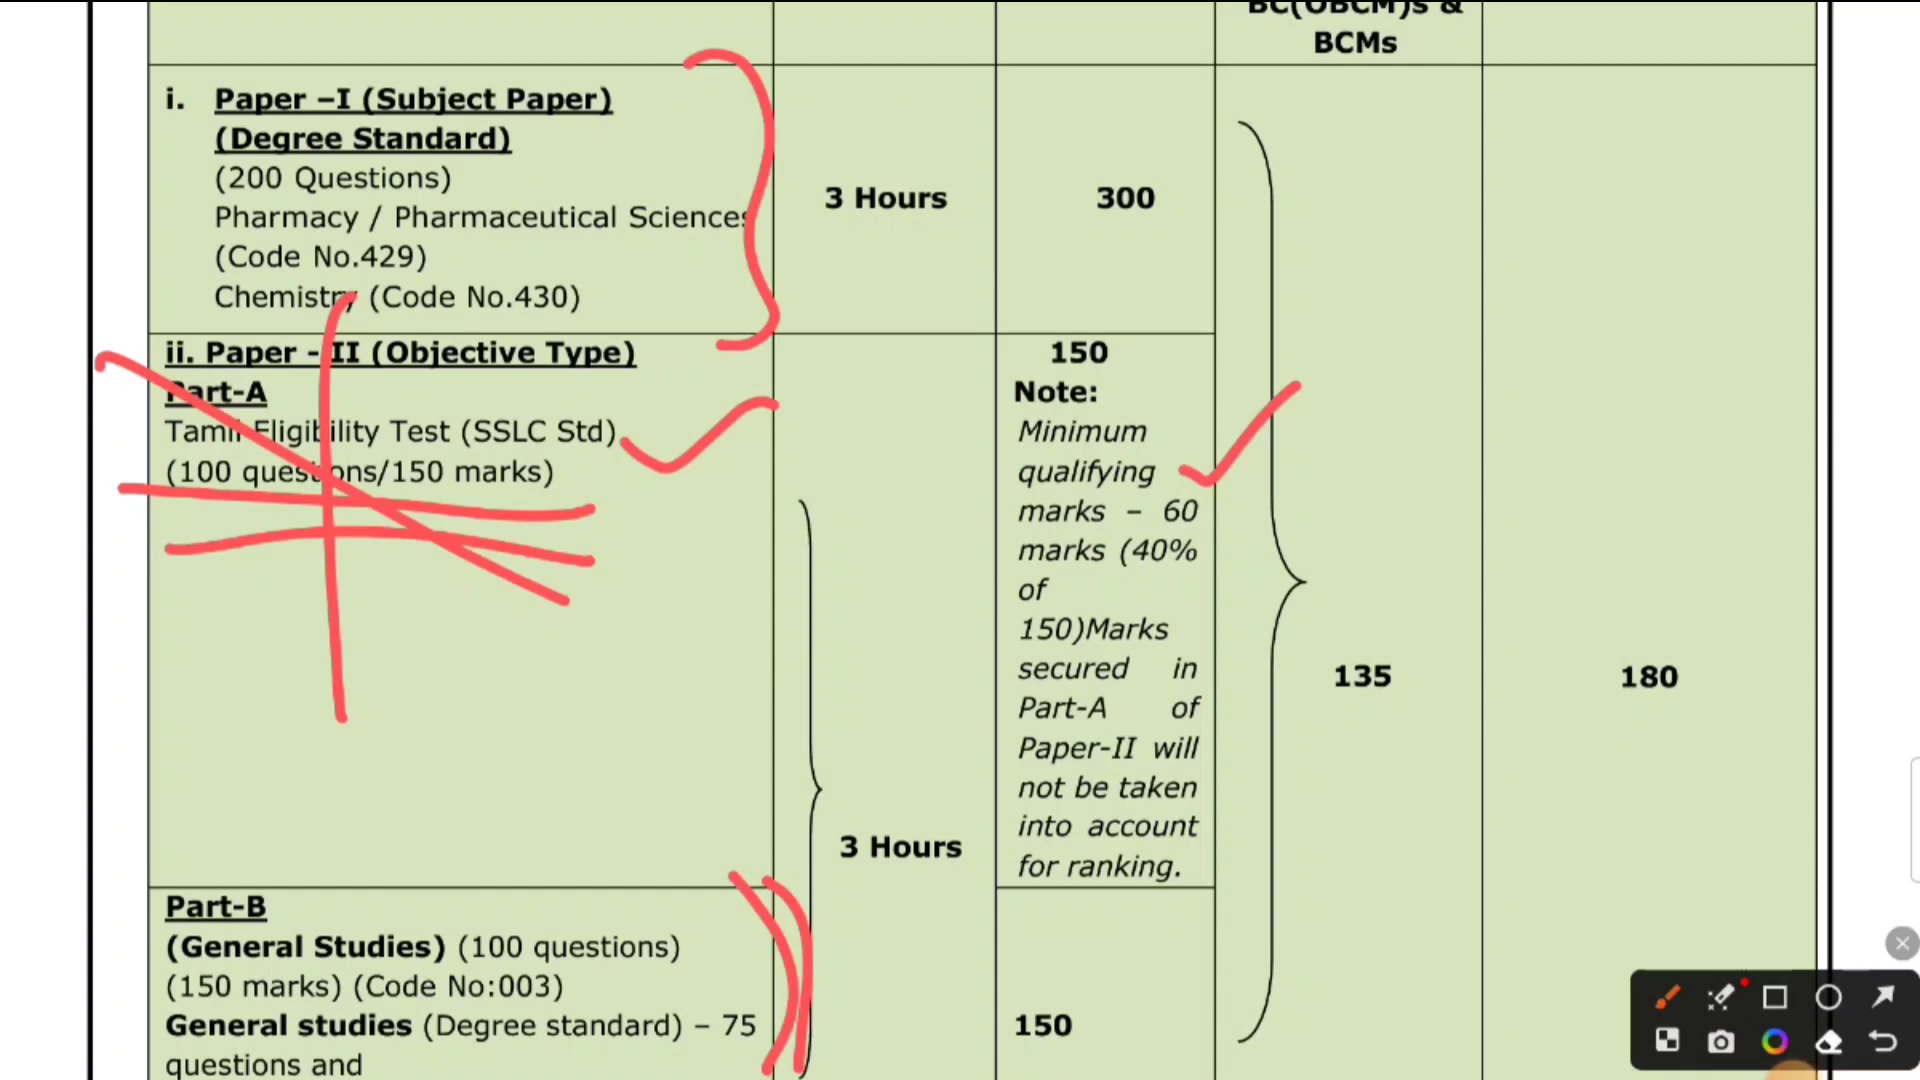 BC(OBCM)s &
BCMs
i. Paper –I (Subject Paper)
(Degree Standard)
(200 Questions)
Pharmacy / Pharmaceutical Sciences
(Code No.429)
Chemistry (Code No.430)
3 Hours
300
ii. Paper - II (Objective Type)
Part-A
Tamil Eligibility Test (SSLC Std)
(100 questions/150 marks)
150
Note:
Minimum
qualifying
marks – 60
marks (40%
of
150)Marks
secured in
Part-A of
Paper-II will
not be taken
into account
for ranking.
3 Hours
135
180
Part-B
(General Studies) (100 questions)
(150 marks) (Code No:003)
General studies (Degree standard) – 75
questions and
150